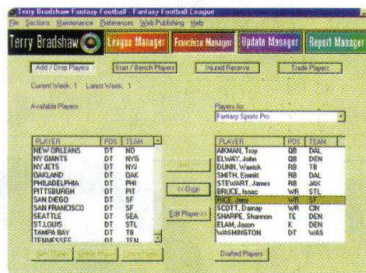 Terry Bradshaw Fantasy Football - Fantasy Football League
File Sections Maintenance Preferences Web Publishing Help
Terry Bradshaw League Manager Franchise Manager Update Manager Report Manager
Add / Drop Players Start / Bench Players Injured Reserve Trade Players
Current Week: 1 Latest Week: 1
Available Players Players for
Fantasy Sports Pro
PLAYER POS TEAM PLAYER POS TEAM
NEW ORLEANS DT NO AIKMAN, Troy QB DAL
NY GIANTS DT NYG ELWAY, John QB DEN
NY JETS DT NYJ DUNN, Warrick RB TB
OAKLAND DT OAK SMITH, Emmitt RB DAL
PHILADELPHIA DT PHI STEWART, James RB JAX
PITTSBURGH DT PIT BRUCE, Isaac WR STL
SAN DIEGO DT SD RICE, Jerry WR SF
SAN FRANCISCO DT SF SCOTT, Darnay WR CIN
SEATTLE DT SEA SHARPE, Shannon TE DEN
ST.LOUIS DT STL ELAM, Jason K DEN
TAMPA BAY DT TB WASHINGTON DT WAS
TENNESSEE DT TEN
<<Drop
Edit Player>>
Drafted Players